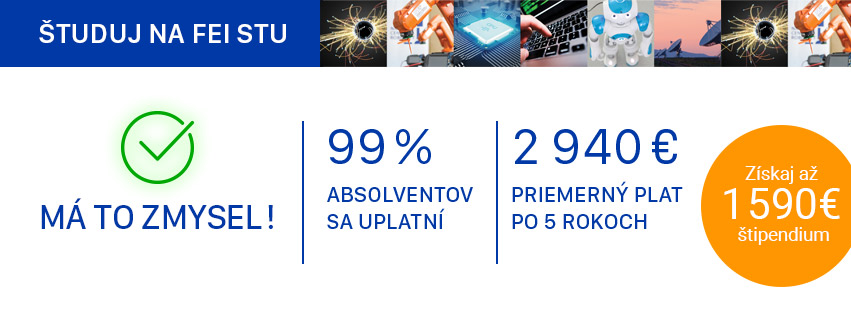 ŠTUDUJ NA FEI STU
MÁ TO ZMYSEL!
99 %
ABSOLVENTOV
SA UPLATNÍ
2 940 €
PRIEMERNÝ PLAT
PO 5 ROKOCH
Získaj až
1 590€
štipendium